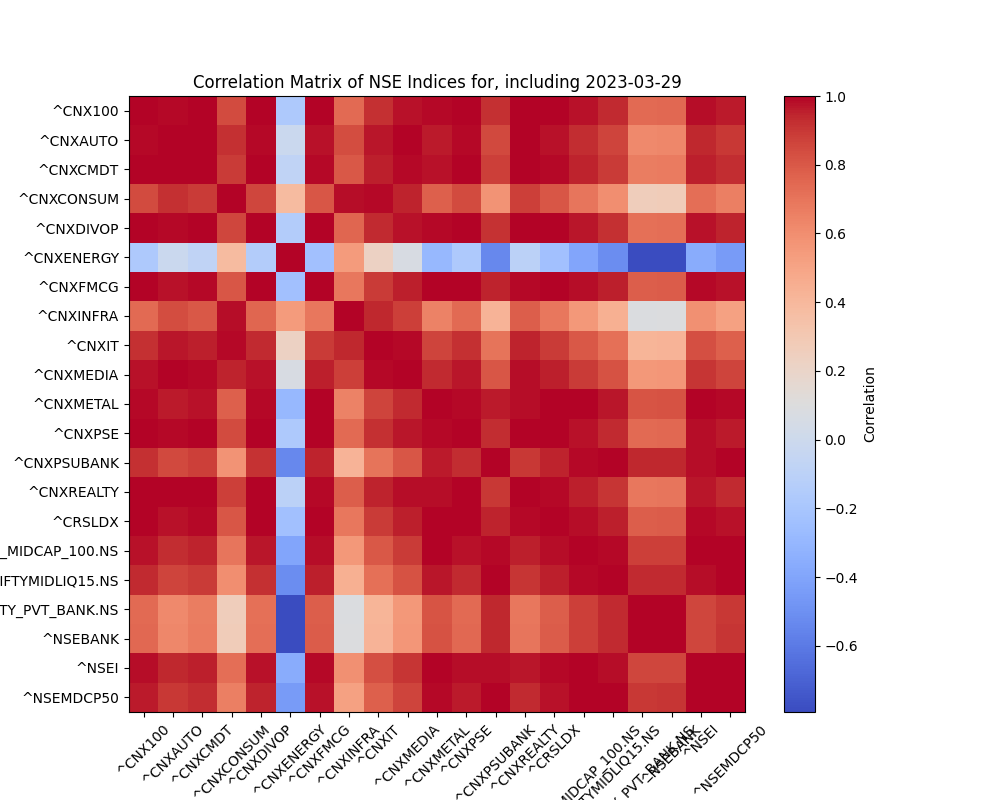 Correlation Matrix of NSE Indices for, including 2023-03-29
^CNX100
^CNXAUTO
^CNXCMDT
^CNXCONSUM
^CNXDIVOP
^CNXENERGY
^CNXFMCG
^CNXINFRA
^CNXIT
^CNXMEDIA
^CNXMETAL
^CNXPSE
^CNXPSUBANK
^CNXREALTY
^CRSLDX
_MIDCAP_100.NS
IFTYMIDLIQ15.NS
TY_PVT_BANK.NS
^NSEBANK
^NSEI
^NSEMDCP50
^CNX100
^CNXAUTO
^CNXCMDT
^CNXCONSUM
^CNXDIVOP
^CNXENERGY
^CNXFMCG
^CNXINFRA
^CNXIT
^CNXMEDIA
^CNXMETAL
^CNXPSE
^CNXPSUBANK
^CNXREALTY
^CRSLDX
MIDCAP_100.NS
TYMIDLIQ15.NS
PVT_BANK.NS
^NSEBANK
^NSEI
^NSEMDCP50
1.0
0.8
0.6
0.4
0.2
0.0
−0.2
−0.4
−0.6
Correlation